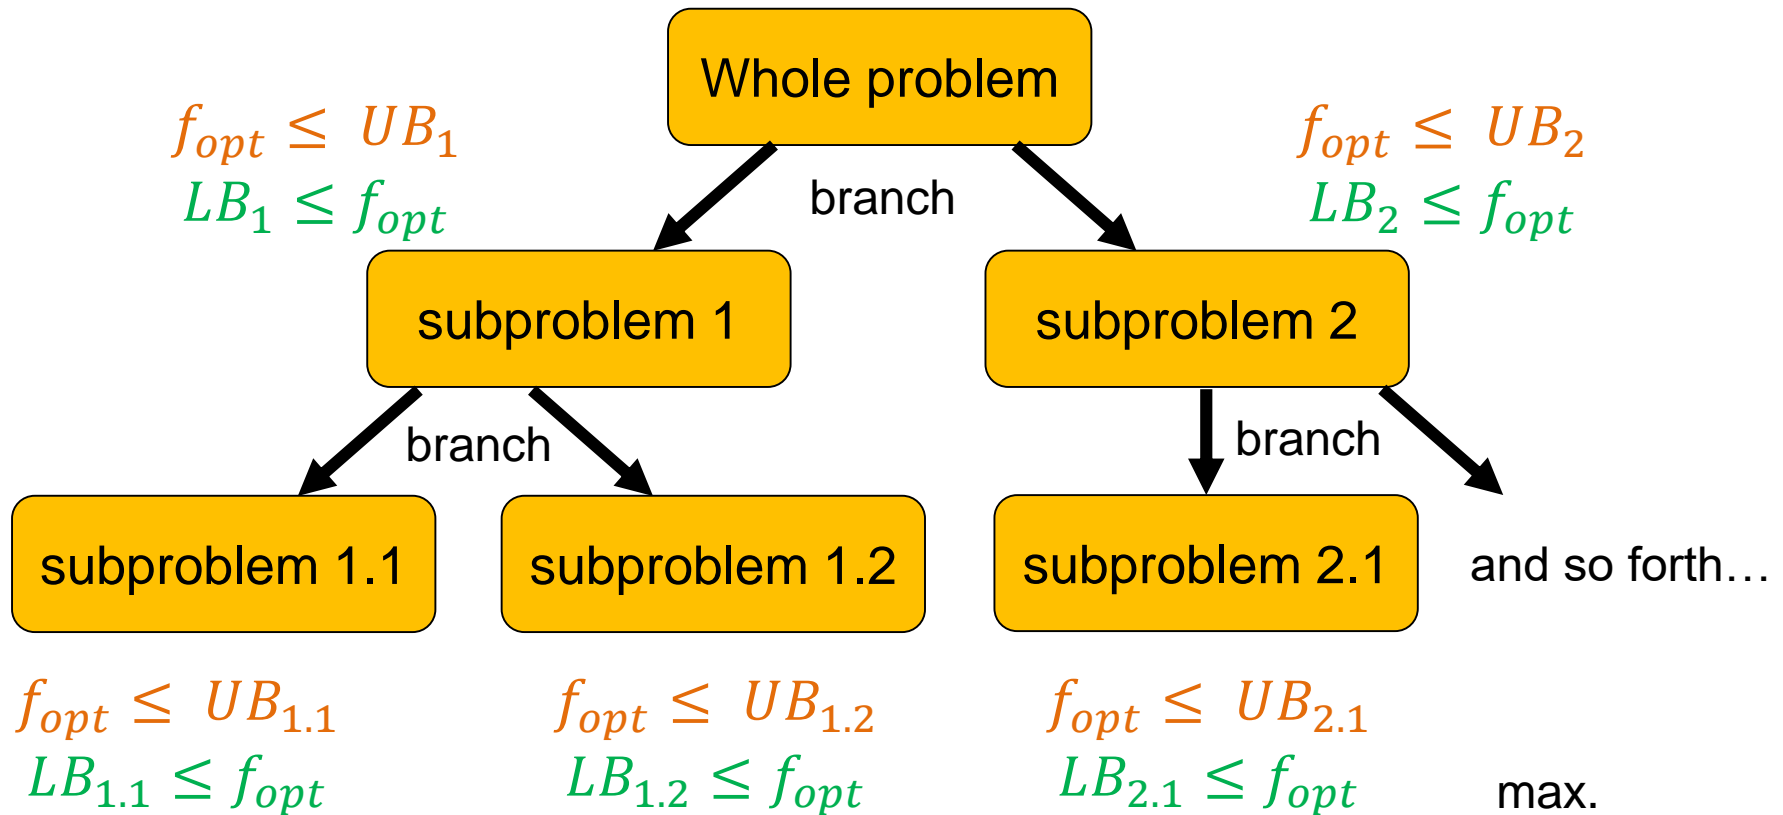 Whole problem
f_opt ≤ UB_1
LB_1 ≤ f_opt
branch
f_opt ≤ UB_2
LB_2 ≤ f_opt
subproblem 1
subproblem 2
branch
branch
subproblem 1.1
subproblem 1.2
subproblem 2.1
and so forth…
f_opt ≤ UB_1.1
LB_1.1 ≤ f_opt
f_opt ≤ UB_1.2
LB_1.2 ≤ f_opt
f_opt ≤ UB_2.1
LB_2.1 ≤ f_opt
max.